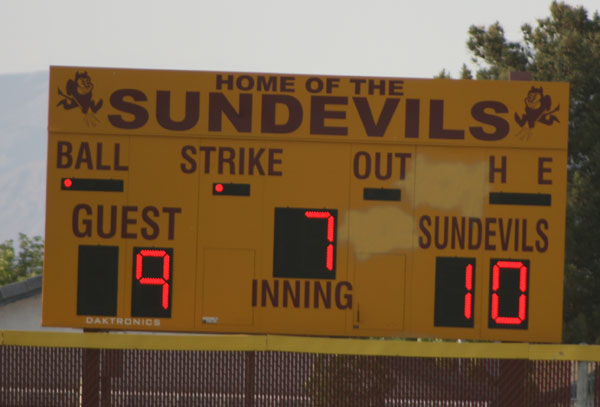 HOME OF THE
SUNDEVILS
BALL STRIKE OUT H E
GUEST 7 SUNDEVILS
9 INNING 10
DAKTRONICS